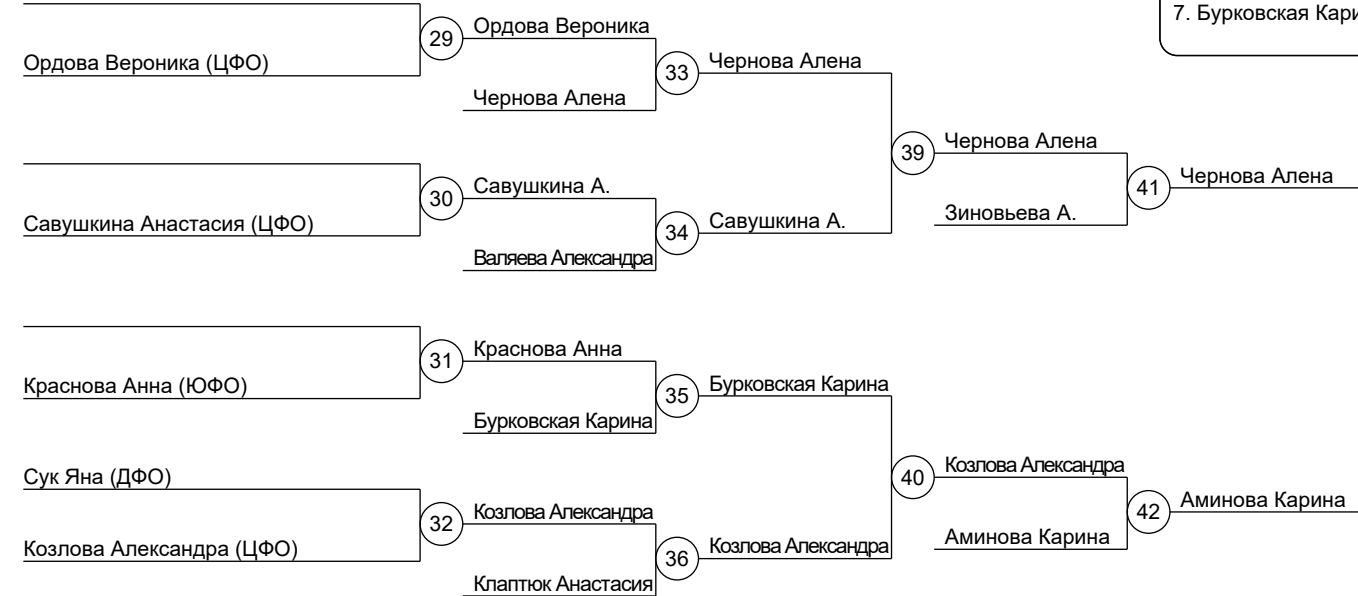 7. Бурковская
29
Ордова Вероника
Ордова Вероника (ЦФО)
33
Чернова Алена
Чернова Алена
39
Чернова Алена
30
Савушкина А.
41
Чернова Алена
Савушкина Анастасия (ЦФО)
34
Савушкина А.
Зиновьева А.
Валяева Александра
31
Краснова Анна
Краснова Анна (ЮФО)
35
Бурковская Карина
Бурковская Карина
Сук Яна (ДФО)
40
Козлова Александра
32
Козлова Александра
42
Аминова Карина
Козлова Александра (ЦФО)
36
Козлова Александра
Аминова Карина
Клаптюк Анастасия